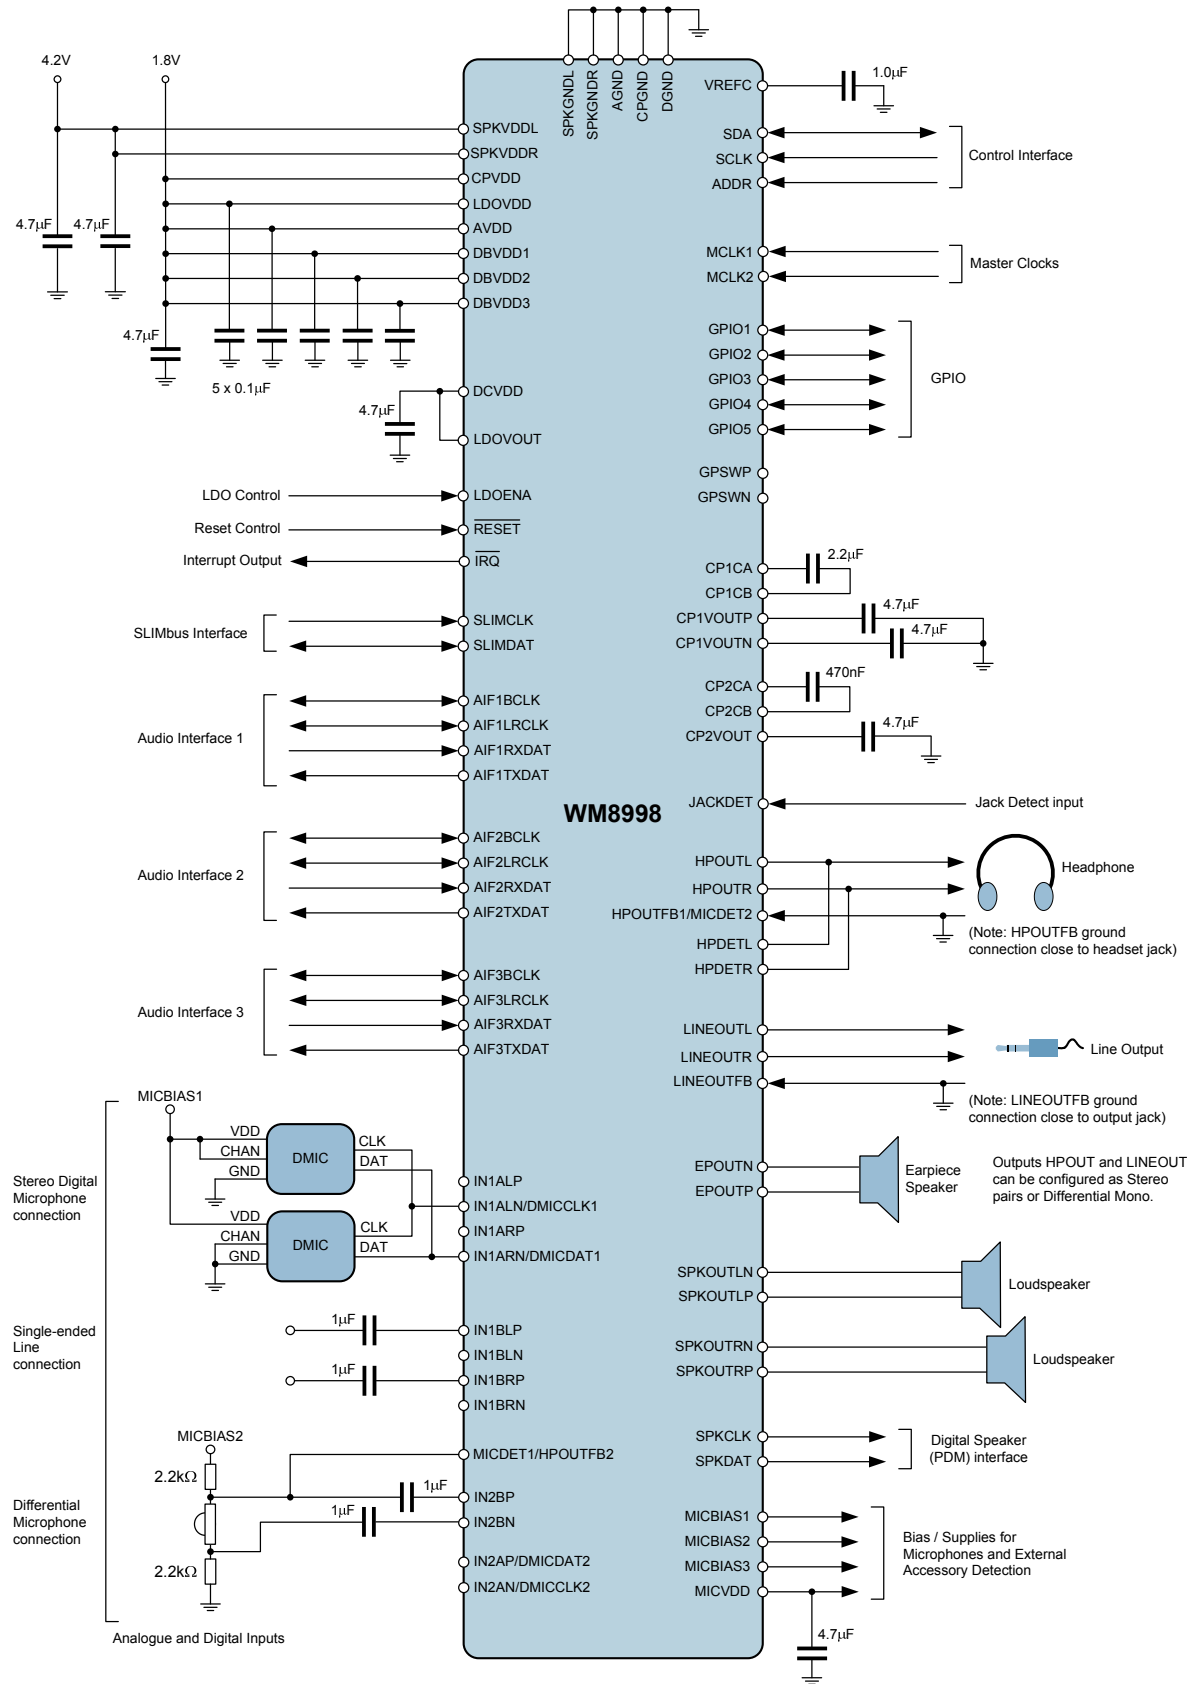 4.2V
1.8V
SPKGNDL
SPKGNDR
AGND
CPGND
DGND
SPKVDDL
SPKVDDR
CPVDD
LDOVDD
AVDD
DBVDD1
DBVDD2
DBVDD3
4.7µF
4.7µF
4.7µF
5 x 0.1µF
DCVDD
4.7µF
LDOVOUT
LDO Control
LDOENA
Reset Control
RESET
Interrupt Output
IRQ
SLIMbus Interface
SLIMCLK
SLIMDAT
Audio Interface 1
AIF1BCLK
AIF1LRCLK
AIF1RXDAT
AIF1TXDAT
Audio Interface 2
AIF2BCLK
AIF2LRCLK
AIF2RXDAT
AIF2TXDAT
Audio Interface 3
AIF3BCLK
AIF3LRCLK
AIF3RXDAT
AIF3TXDAT
WM8998
MICBIAS1
VDD
CHAN
GND
DMIC
CLK
DAT
Stereo Digital
Microphone
connection
VDD
CHAN
GND
DMIC
CLK
DAT
IN1ALP
IN1ALN/DMICCLK1
IN1ARP
IN1ARN/DMICDAT1
Single-ended
Line
connection
1µF
1µF
IN1BLP
IN1BLN
IN1BRP
IN1BRN
MICBIAS2
2.2kΩ
Differential
Microphone
connection
2.2kΩ
1µF
1µF
MICDET1/HPOUTFB2
IN2BP
IN2BN
IN2AP/DMICDAT2
IN2AN/DMICCLK2
Analogue and Digital Inputs
VREFC
1.0µF
SDA
SCLK
ADDR
Control Interface
MCLK1
MCLK2
Master Clocks
GPIO1
GPIO2
GPIO3
GPIO4
GPIO5
GPIO
GPSWP
GPSWN
CP1CA
2.2µF
CP1CB
CP1VOUTP
4.7µF
CP1VOUTN
4.7µF
CP2CA
470nF
CP2CB
CP2VOUT
4.7µF
JACKDET
Jack Detect input
HPOUTL
HPOUTR
Headphone
HPOUTFB1/MICDET2
HPDETL
HPDETR
(Note: HPOUTFB ground
connection close to headset jack)
LINEOUTL
LINEOUTR
LINEOUTFB
Line Output
(Note: LINEOUTFB ground
connection close to output jack)
EPOUTN
EPOUTP
Earpiece
Speaker
Outputs HPOUT and LINEOUT
can be configured as Stereo
pairs or Differential Mono.
SPKOUTLN
SPKOUTLP
Loudspeaker
SPKOUTRN
SPKOUTRP
Loudspeaker
SPKCLK
SPKDAT
Digital Speaker
(PDM) interface
MICBIAS1
MICBIAS2
MICBIAS3
MICVDD
Bias / Supplies for
Microphones and External
Accessory Detection
4.7µF